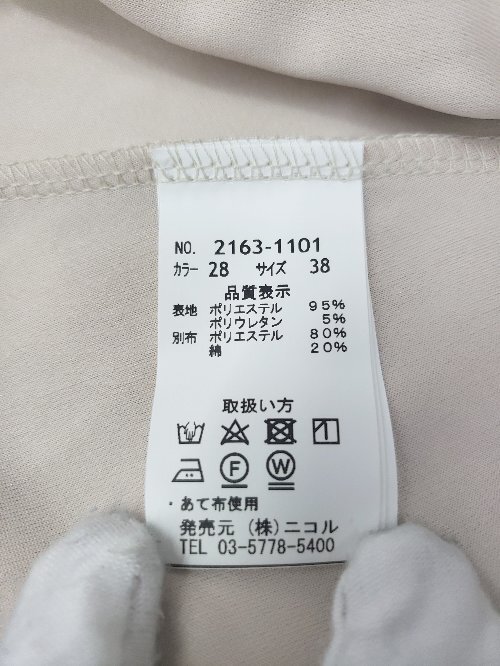 NO. 2163-1101
カラー 28 サイズ 38
品質表示
表地 ポリエステル 95%
ポリウレタン 5%
別布 ポリエステル 80%
綿 20%
取扱い方
F W
・あて布使用
発売元 (株)ニコル
TEL 03-5778-5400